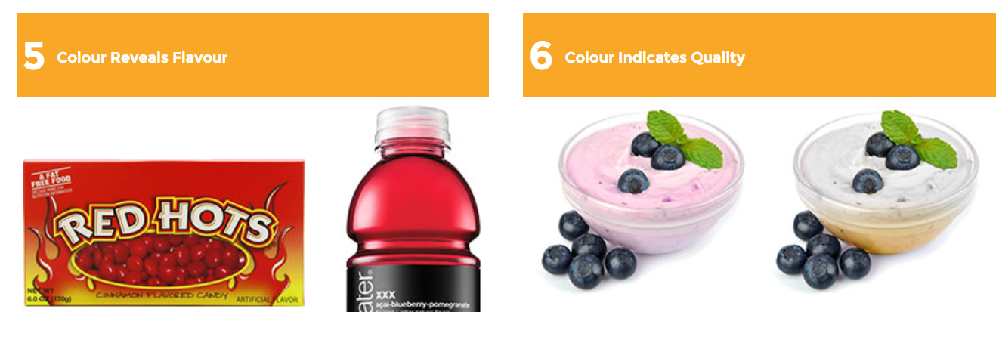 5 Colour Reveals Flavour
6 Colour Indicates Quality
A FAT
FREE FOOD
RED HOTS
NET WT
6.0 OZ (170g)
CINNAMON FLAVORED CANDY
ARTIFICIAL FLAVOR
ater
xxx
açai-blueberry-pomegranate